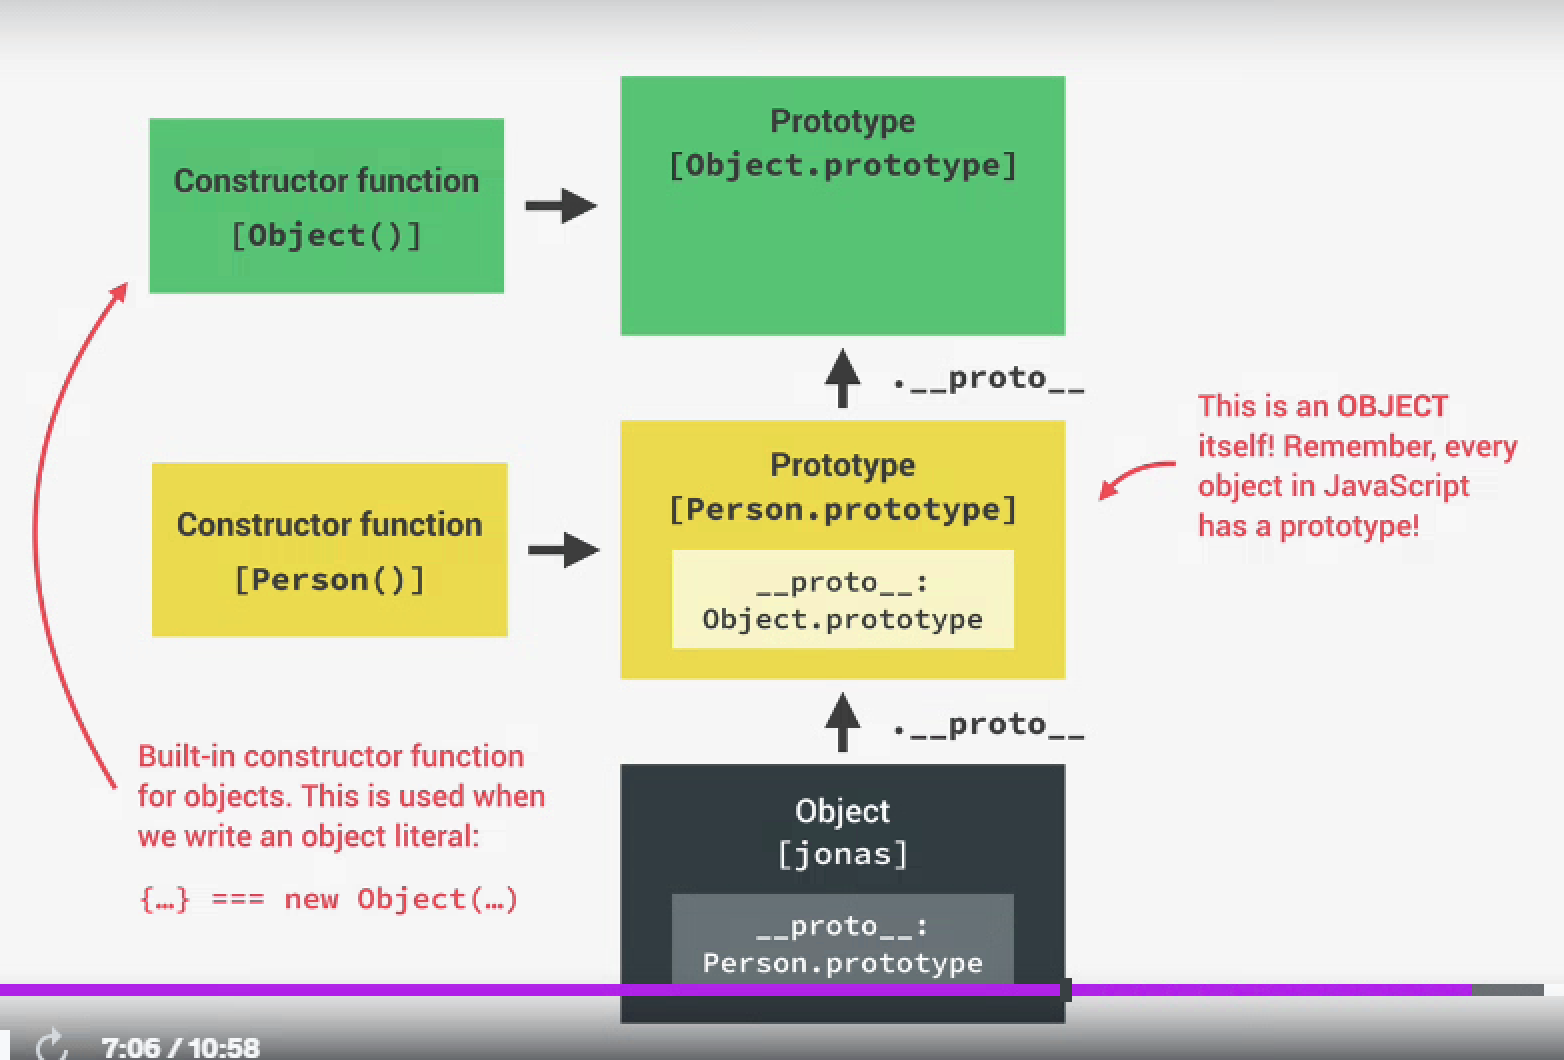 Prototype
[Object.prototype]
Constructor function
[Object()]
.__proto__
This is an OBJECT
itself! Remember, every
object in JavaScript
has a prototype!
Prototype
[Person.prototype]
__proto__:
Object.prototype
Constructor function
[Person()]
.__proto__
Built-in constructor function
for objects. This is used when
we write an object literal:
{…} === new Object(…)
Object
[jonas]
__proto__:
Person.prototype
7:06 / 10:58